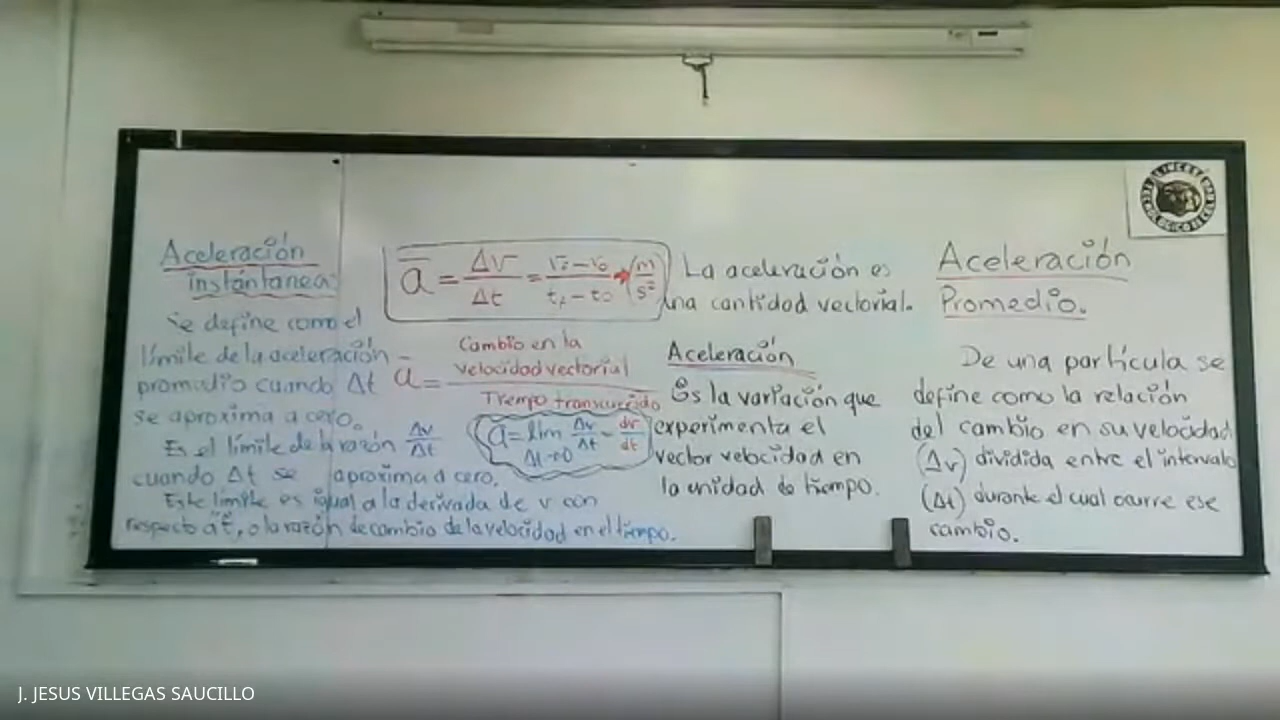 Aceleración
instántanea:
Se define como el
límite de la aceleración
promedio cuando Δt
se aproxima a cero.
Es el límite de la razón Δv/Δt
cuando Δt se aproxima a cero.
Este límite es igual a la derivada de v con
respecto a "t", o la razón de cambio de la velocidad en el tiempo.
a = Δv/Δt = (m/s²)
a = Cambio en la
velocidad vectorial
Tiempo transcurrido
a = lim Δv/Δt = dv/dt
Δt→0
La aceleración es
una cantidad vectorial.
Aceleración
Es la variación que
experimenta el
vector velocidad en
la unidad de tiempo.
Aceleración
Promedio.
De una partícula se
define como la relación
del cambio en su velocidad
(Δv) dividida entre el intervalo
(Δt) durante el cual ocurre ese
cambio.
J. JESUS VILLEGAS SAUCILLO